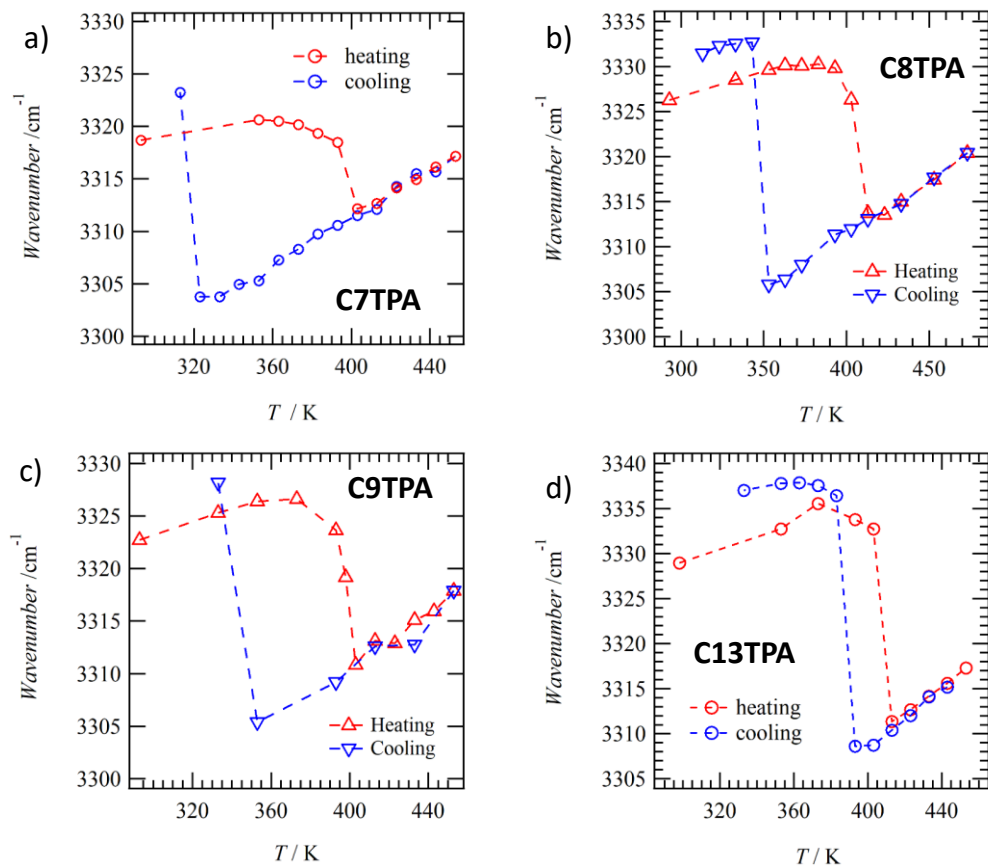 a)
3330
3325
3320
3315
3310
3305
3300
Wavenumber /cm-1
heating
cooling
C7TPA
320 360 400 440
T / K
b)
3335
3330
3325
3320
3315
3310
3305
3300
Wavenumber /cm-1
C8TPA
Heating
Cooling
300 350 400 450
T / K
c)
3330
3325
3320
3315
3310
3305
3300
Wavenumber /cm-1
C9TPA
Heating
Cooling
320 360 400 440
T / K
d)
3340
3335
3330
3325
3320
3315
3310
3305
Wavenumber /cm-1
C13TPA
heating
cooling
320 360 400 440
T / K